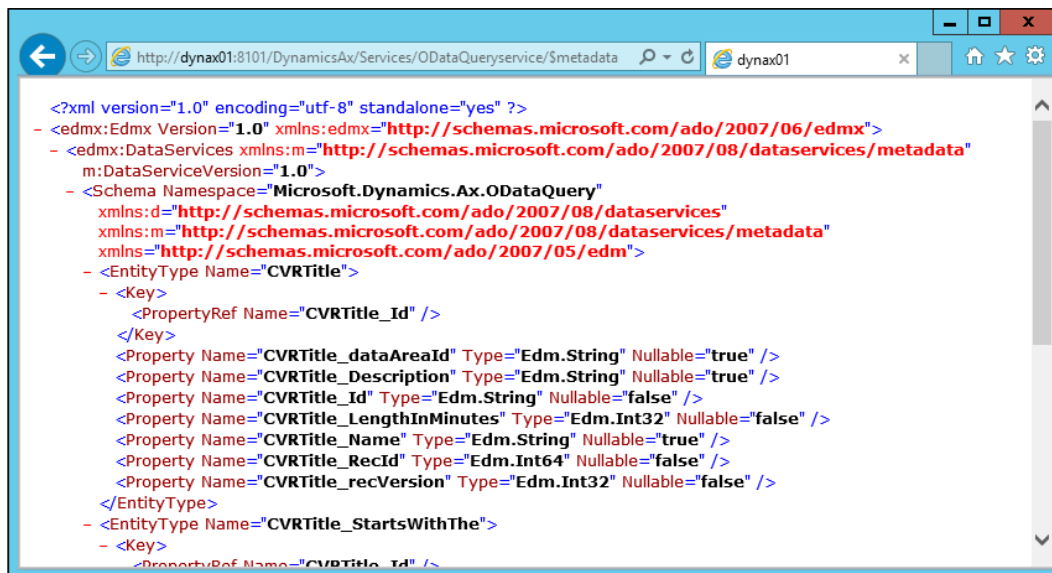 http://dynax01:8101/DynamicsAx/Services/ODataQueryservice/$metadata
dynax01
<?xml version="1.0" encoding="utf-8" standalone="yes" ?>
- <edmx:Edmx Version="1.0" xmlns:edmx="http://schemas.microsoft.com/ado/2007/06/edmx">
- <edmx:DataServices xmlns:m="http://schemas.microsoft.com/ado/2007/08/dataservices/metadata"
m:DataServiceVersion="1.0">
- <Schema Namespace="Microsoft.Dynamics.Ax.ODataQuery"
xmlns:d="http://schemas.microsoft.com/ado/2007/08/dataservices"
xmlns:m="http://schemas.microsoft.com/ado/2007/08/dataservices/metadata"
xmlns="http://schemas.microsoft.com/ado/2007/05/edm">
- <EntityType Name="CVRTitle">
- <Key>
<PropertyRef Name="CVRTitle_Id" />
</Key>
<Property Name="CVRTitle_dataAreaId" Type="Edm.String" Nullable="true" />
<Property Name="CVRTitle_Description" Type="Edm.String" Nullable="true" />
<Property Name="CVRTitle_Id" Type="Edm.String" Nullable="false" />
<Property Name="CVRTitle_LengthInMinutes" Type="Edm.Int32" Nullable="false" />
<Property Name="CVRTitle_Name" Type="Edm.String" Nullable="true" />
<Property Name="CVRTitle_RecId" Type="Edm.Int64" Nullable="false" />
<Property Name="CVRTitle_recVersion" Type="Edm.Int32" Nullable="false" />
</EntityType>
- <EntityType Name="CVRTitle_StartsWithThe">
- <Key>
<PropertyRef Name="CVRTitle_Id" />